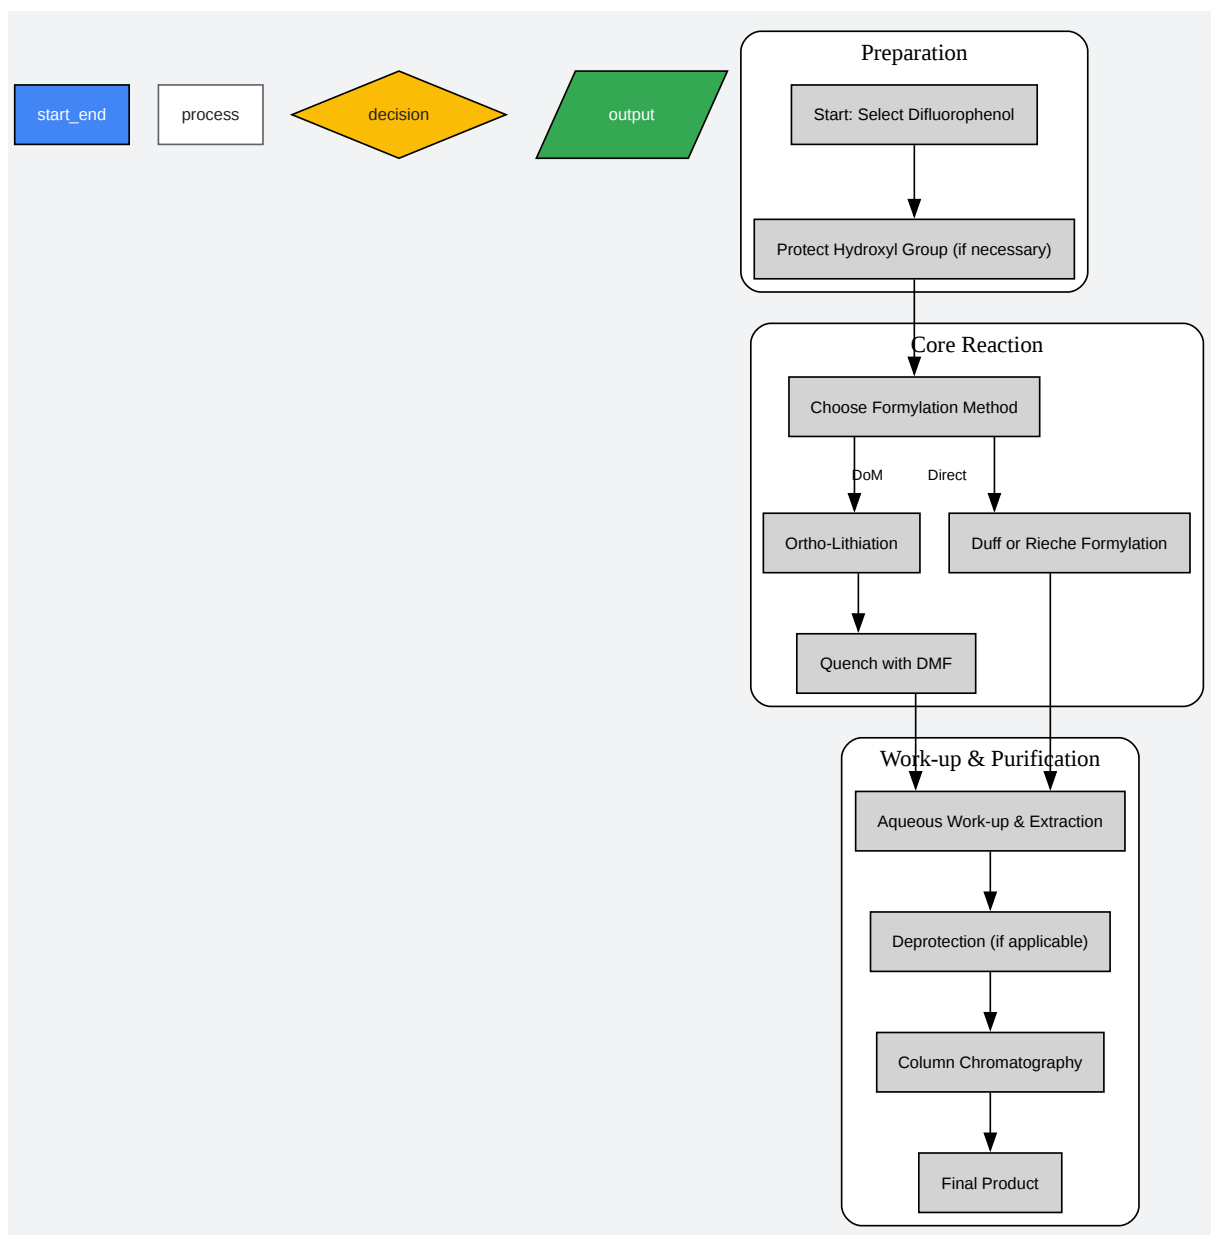 start_end
process
decision
output
Preparation
Start: Select Difluorophenol
Protect Hydroxyl Group (if necessary)
Core Reaction
Choose Formylation Method
DoM
Direct
Ortho-Lithiation
Duff or Rieche Formylation
Quench with DMF
Work-up & Purification
Aqueous Work-up & Extraction
Deprotection (if applicable)
Column Chromatography
Final Product